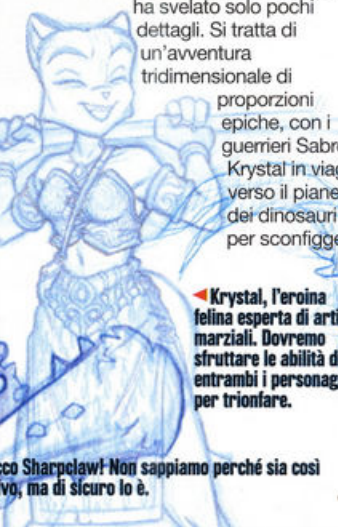 ha svelato solo pochi
dettagli. Si tratta di
un'avventura
tridimensionale di
proporzioni
epiche, con i
guerrieri Sabre
Krystal in viag
verso il piane
dei dinosauri
per sconfigge
◄Krystal, l'eroina
felina esperta di arti
marziali. Dovremo
sfruttare le abilità d
entrambi i personag
per trionfare.
cco Sharpclaw! Non sappiamo perché sia così
ivo, ma di sicuro lo è.